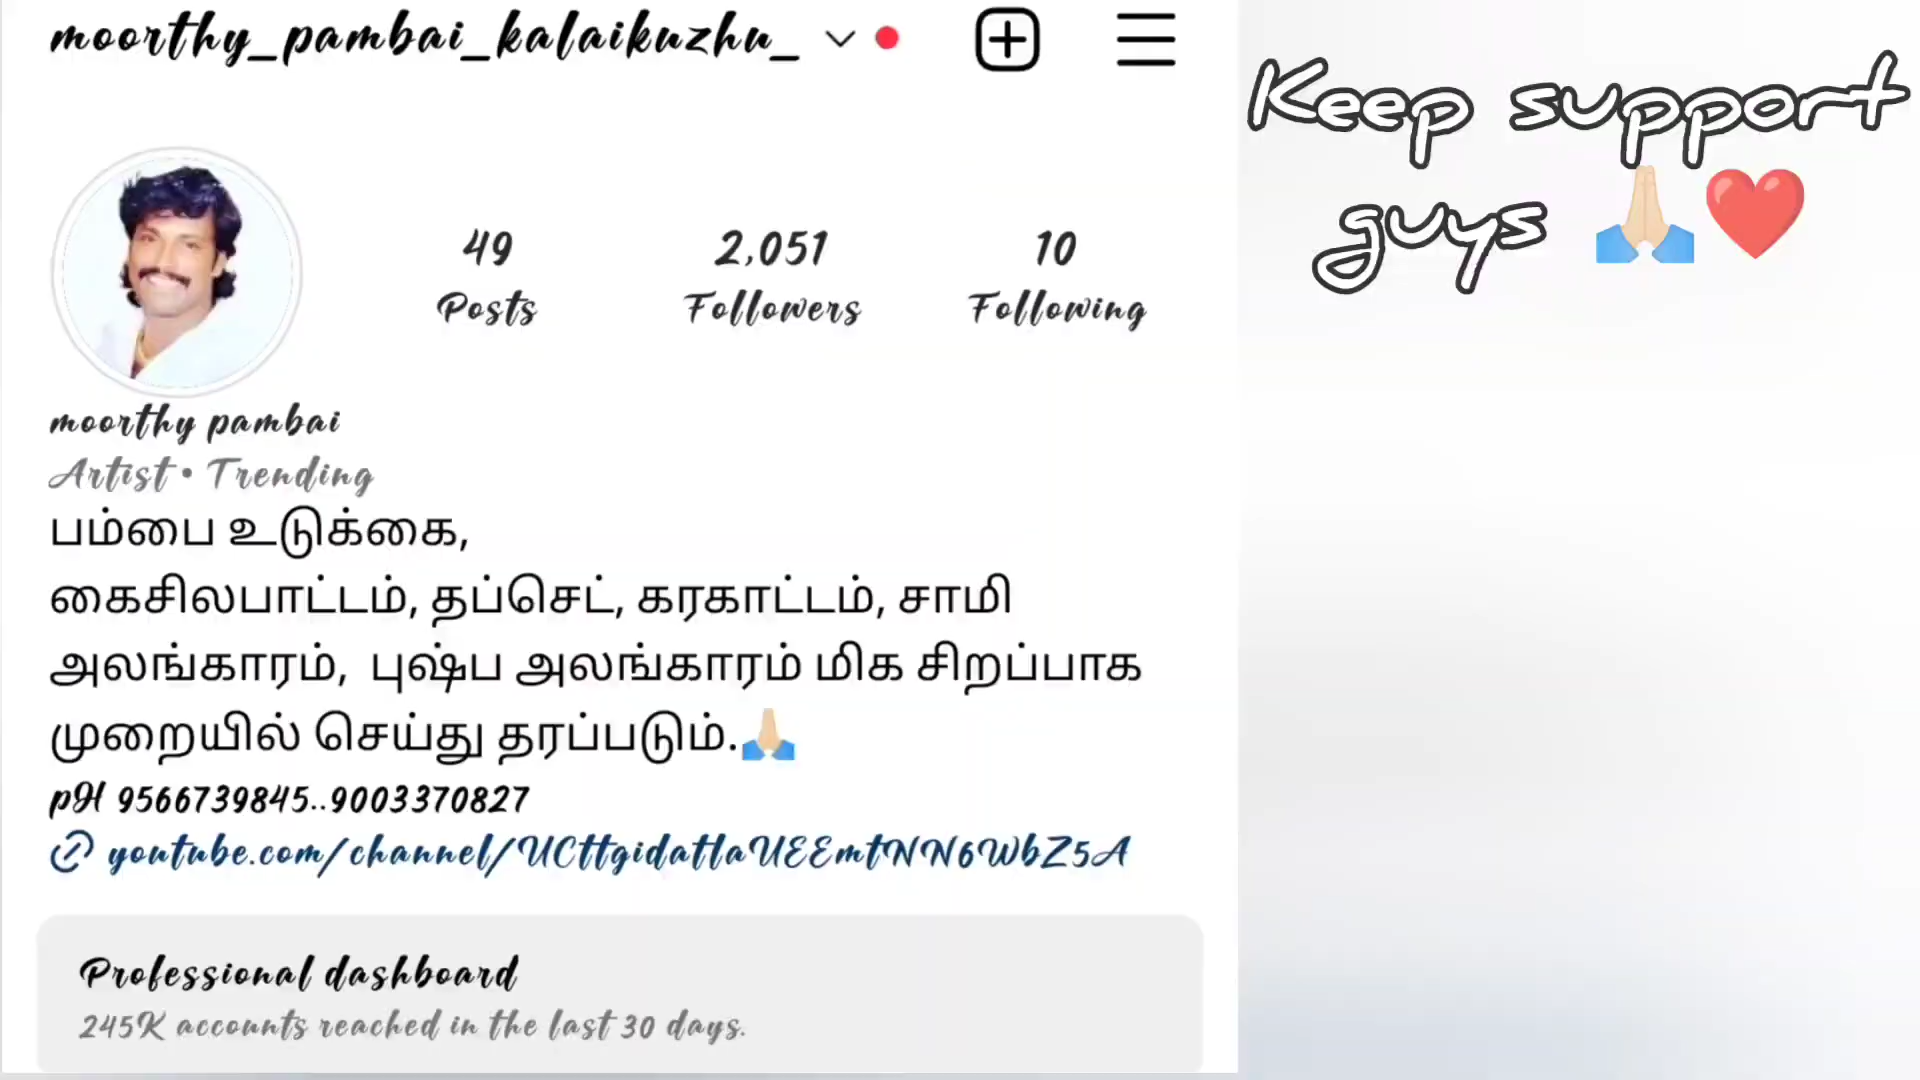 moorthy_pambai_kalaikuzhu_
Keep support
guys 🙏🏻❤️
49
2,051
10
Posts
Followers
Following
moorthy pambai
Artist • Trending
பம்பை உடுக்கை,
கைசிலபாட்டம், தப்செட், கரகாட்டம், சாமி
அலங்காரம், புஷ்ப அலங்காரம் மிக சிறப்பாக
முறையில் செய்து தரப்படும்.🙏🏻
pH 9566739845..9003370827
youtube.com/channel/UCttgidatlaUEEmtNN6WbZ5A
Professional dashboard
245K accounts reached in the last 30 days.